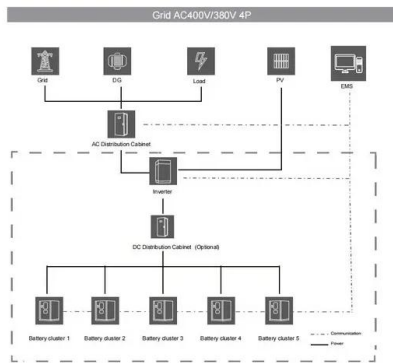 Grid AC400V/380V 4P
Grid
DG
Load
PV
EMS
AC Distribution Cabinet
Inverter
DC Distribution Cabinet (Optional)
Battery cluster 1
Battery cluster 2
Battery cluster 3
Battery cluster 4
Battery cluster 5
Communication
Power